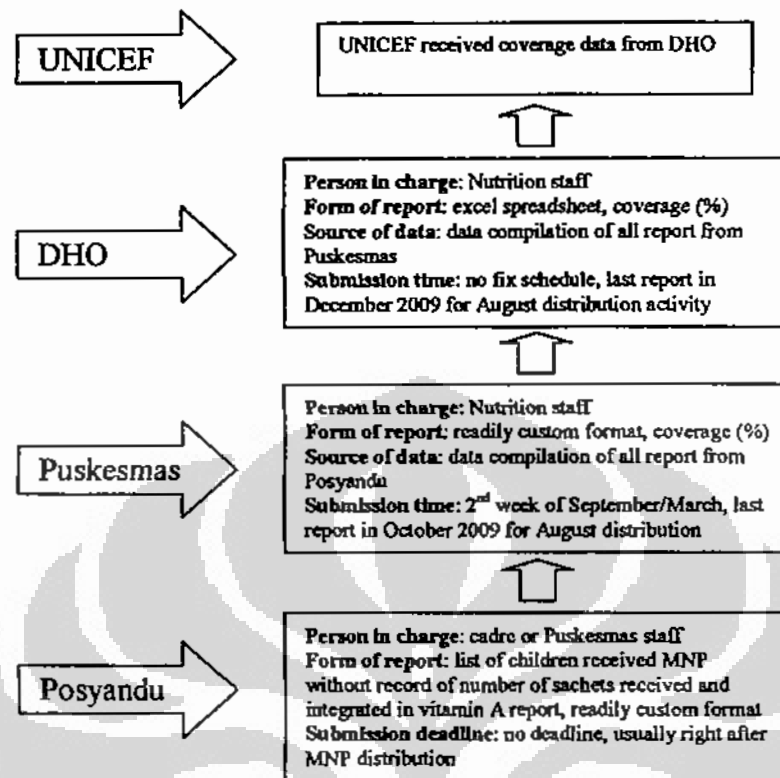 UNICEF
UNICEF received coverage data from DHO
DHO
Person in charge: Nutrition staff
Form of report: excel spreadsheet, coverage (%)
Source of data: data compilation of all report from
Puskesmas
Submission time: no fix schedule, last report in
December 2009 for August distribution activity
Puskesmas
Person in charge: Nutrition staff
Form of report: readily custom format, coverage (%)
Source of data: data compilation of all report from
Posyandu
Submission time: 2nd week of September/March, last
report in October 2009 for August distribution
Posyandu
Person in charge: cadre or Puskesmas staff
Form of report: list of children received MNP
without record of number of sachets received and
integrated in vitamin A report, readily custom format
Submission deadline: no deadline, usually right after
MNP distribution